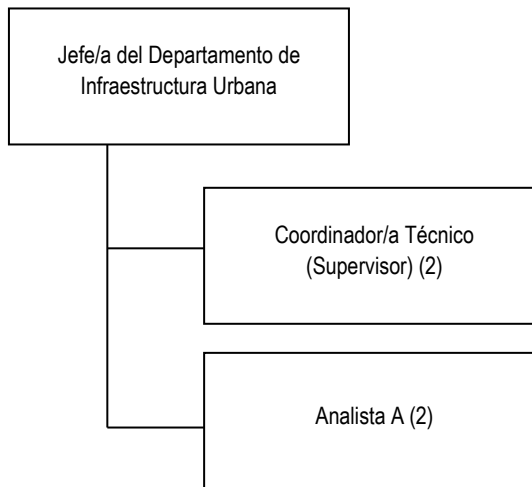 Jefe/a del Departamento de
Infraestructura Urbana
Coordinador/a Técnico
(Supervisor) (2)
Analista A (2)